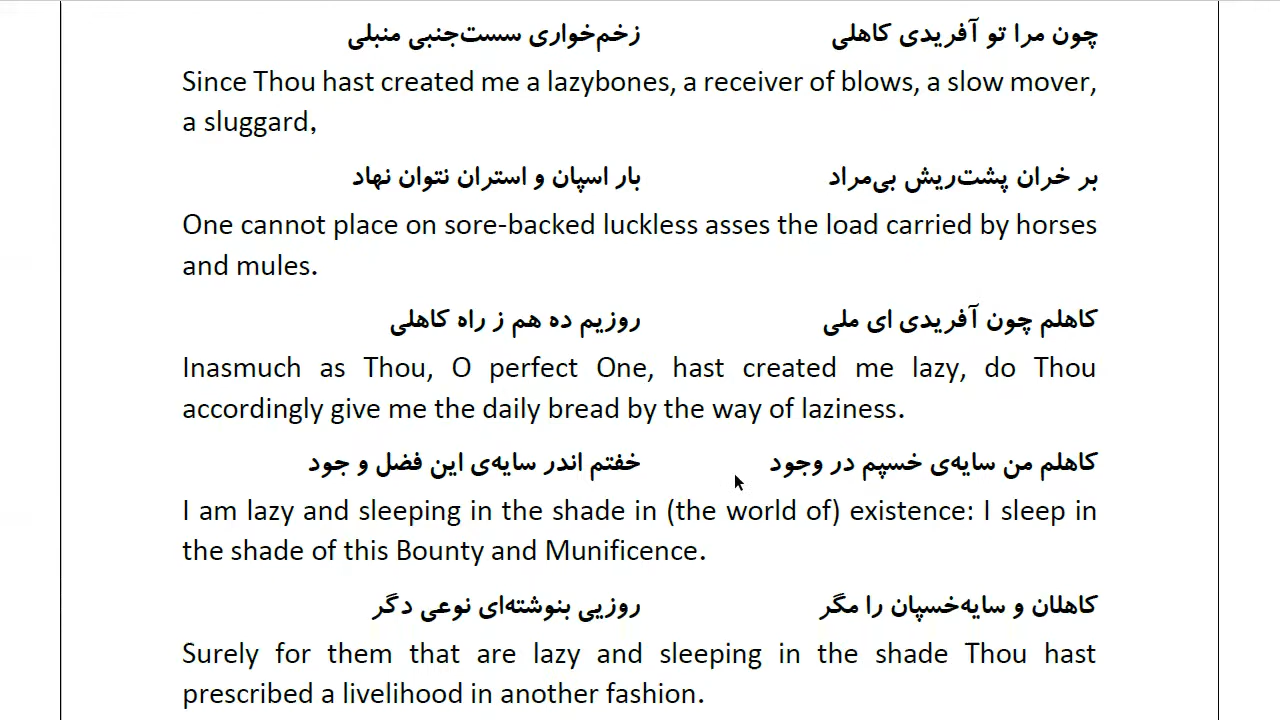 چون مرا تو آفریدی کاهلی زخم‌خواری سست‌جنبی منبلی
Since Thou hast created me a lazybones, a receiver of blows, a slow mover,
a sluggard,
بر خران پشت‌ریش بی‌مراد بار اسپان و استران نتوان نهاد
One cannot place on sore-backed luckless asses the load carried by horses
and mules.
کاهلم چون آفریدی ای ملی روزیم ده هم ز راه کاهلی
Inasmuch as Thou, O perfect One, hast created me lazy, do Thou
accordingly give me the daily bread by the way of laziness.
کاهلم من سایه‌ی خسپم در وجود خفتم اندر سایه‌ی این فضل و جود
I am lazy and sleeping in the shade in (the world of) existence: I sleep in
the shade of this Bounty and Munificence.
کاهلان و سایه‌خسپان را مگر روزیی بنوشته‌ای نوعی دگر
Surely for them that are lazy and sleeping in the shade Thou hast
prescribed a livelihood in another fashion.